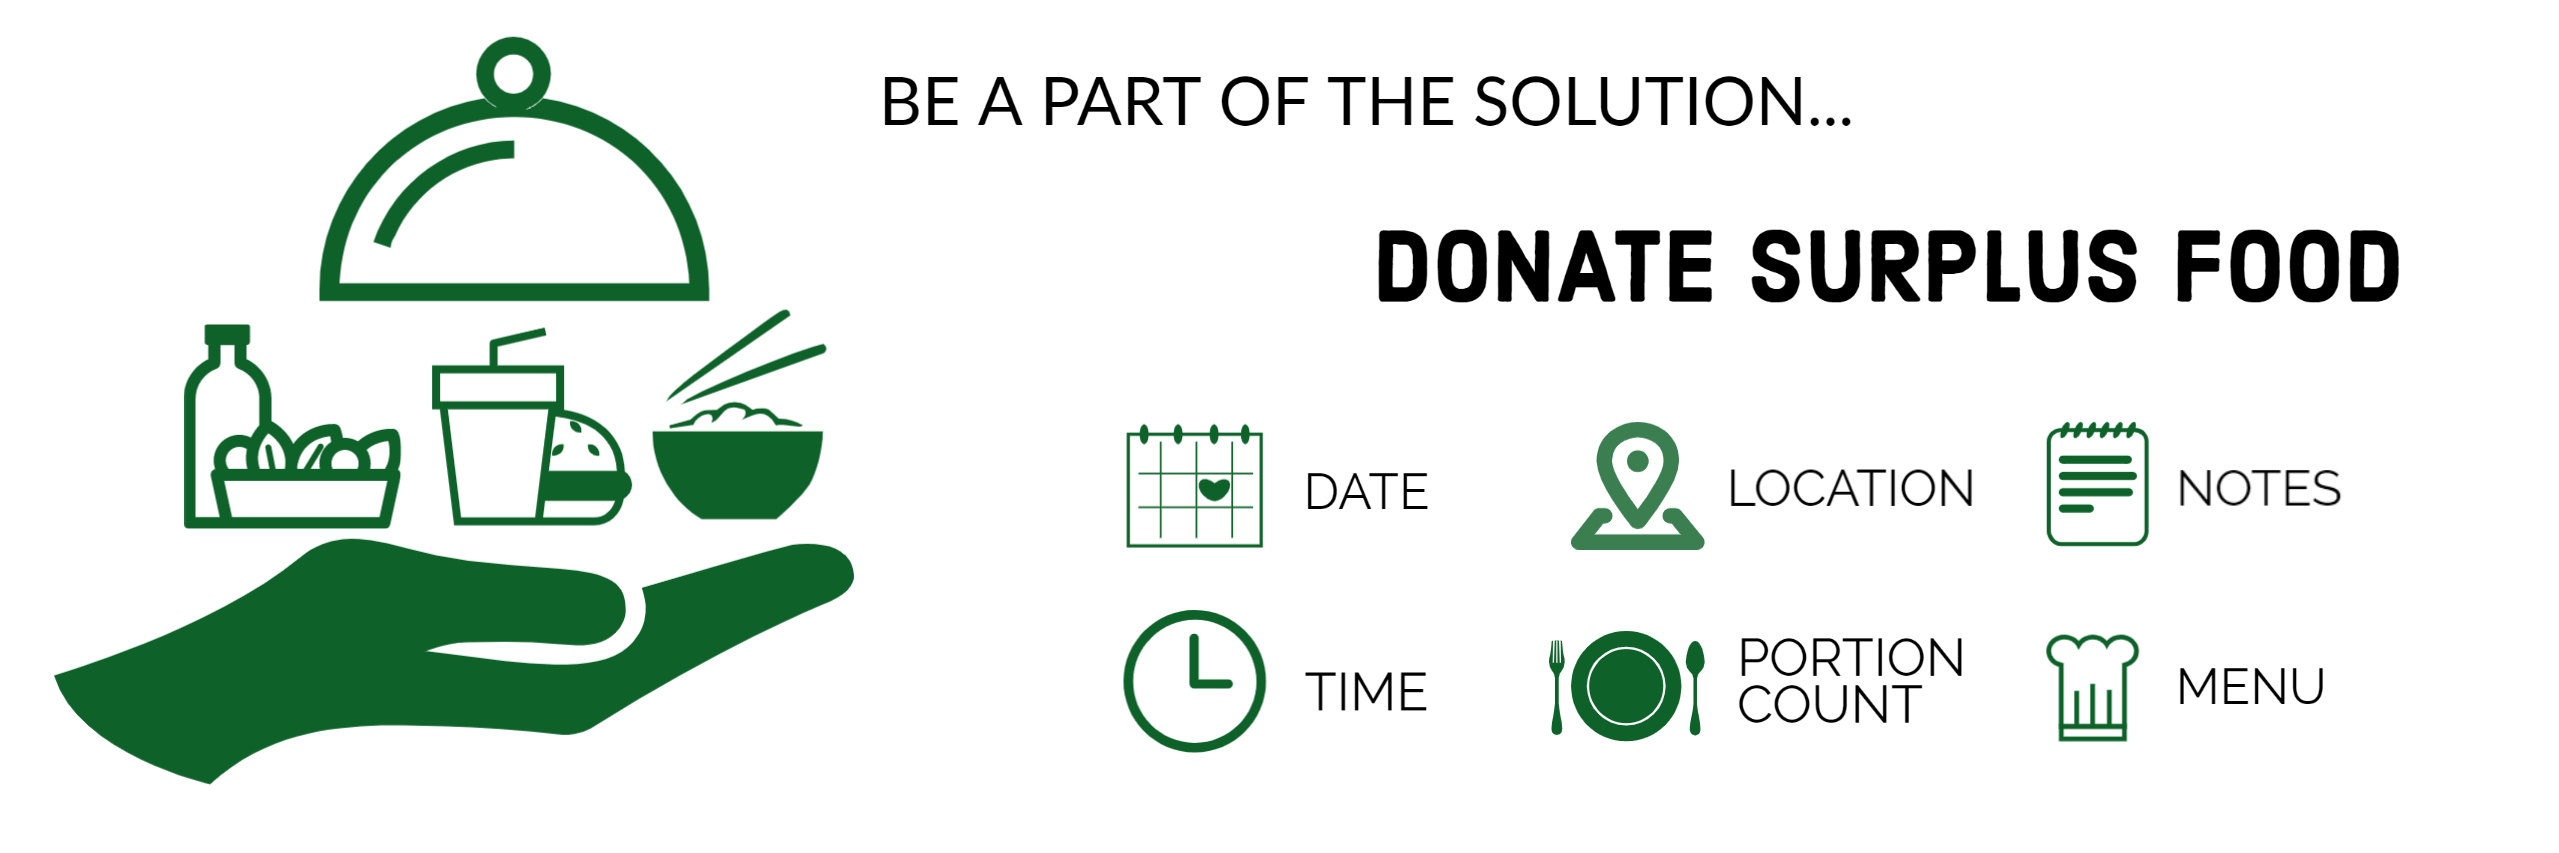 BE A PART OF THE SOLUTION...
DONATE SURPLUS FOOD
DATE
LOCATION
NOTES
TIME
PORTION
COUNT
MENU